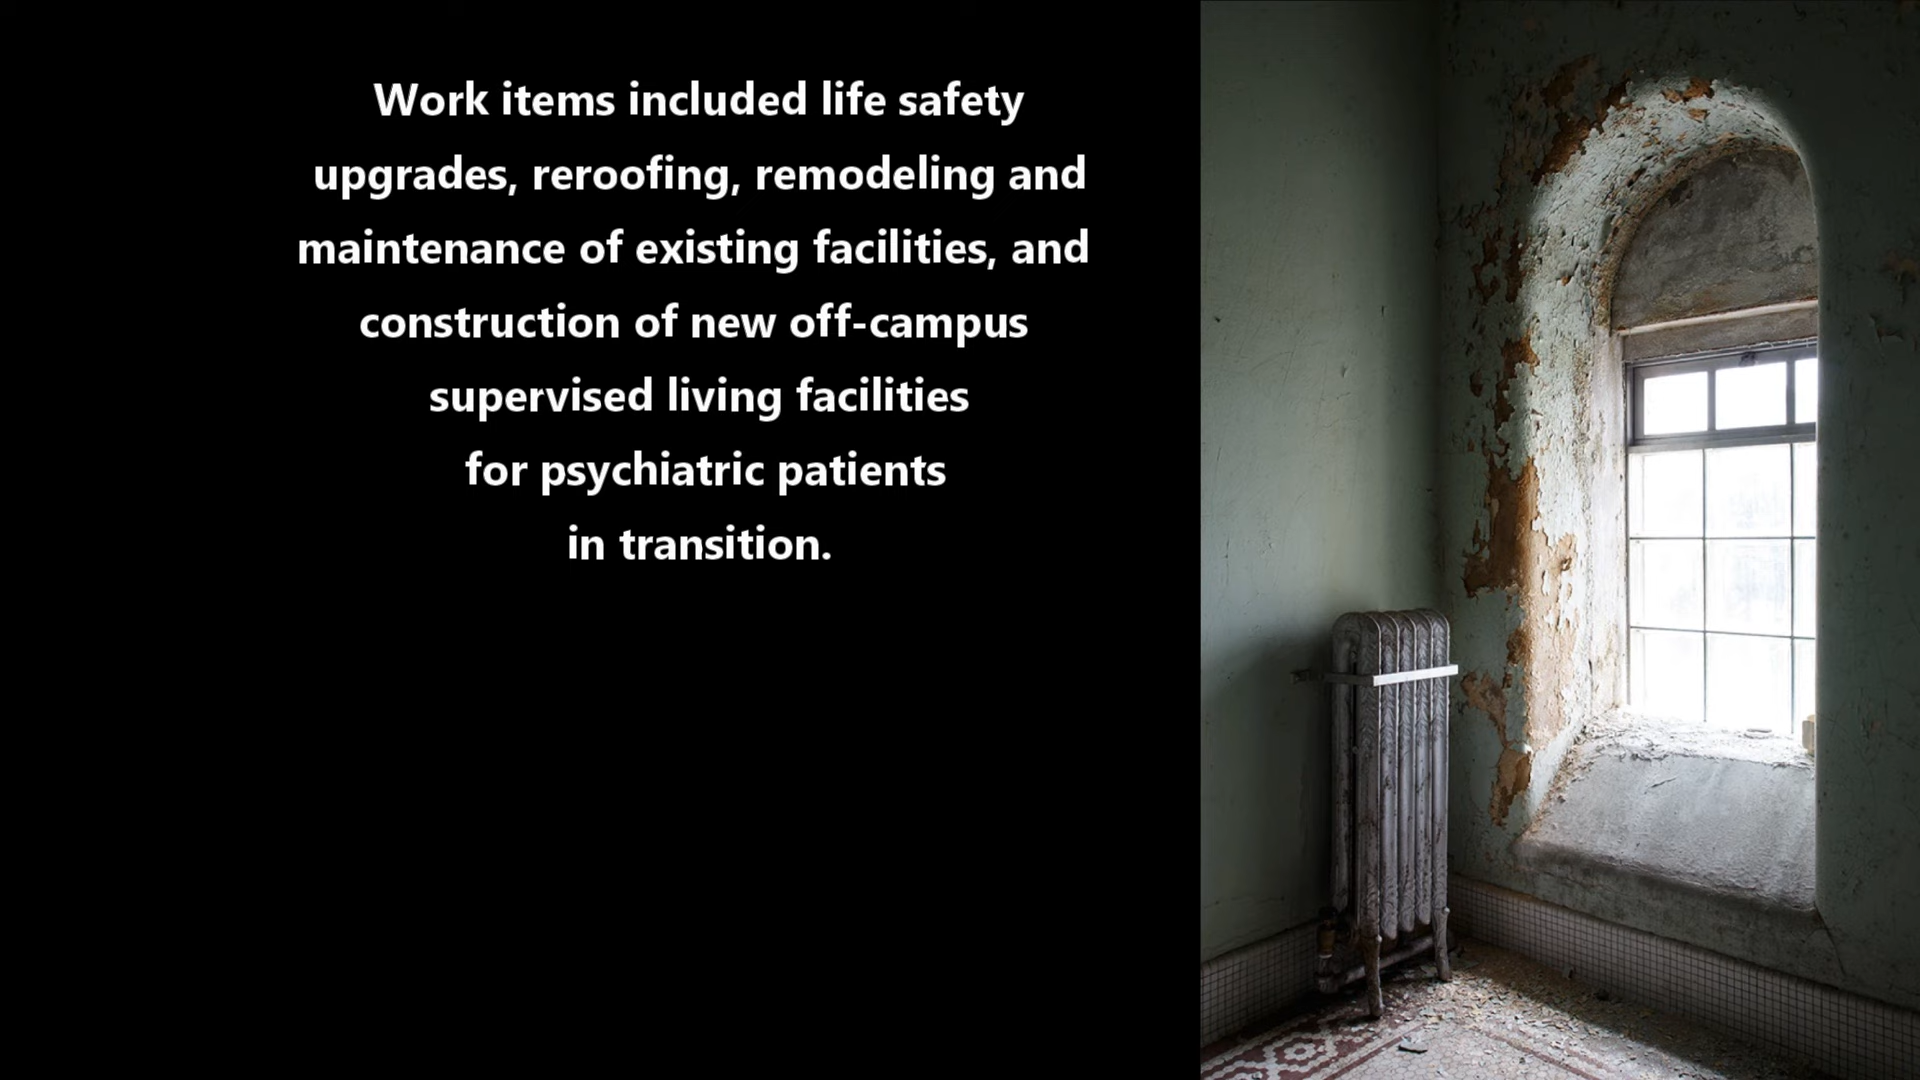 Work items included life safety
upgrades, reroofing, remodeling and
maintenance of existing facilities, and
construction of new off-campus
supervised living facilities
for psychiatric patients
in transition.